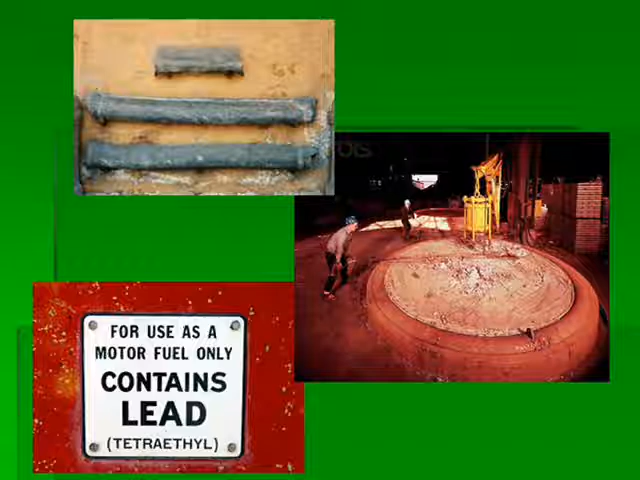 FOR USE AS A
MOTOR FUEL ONLY
CONTAINS
LEAD
(TETRAETHYL)